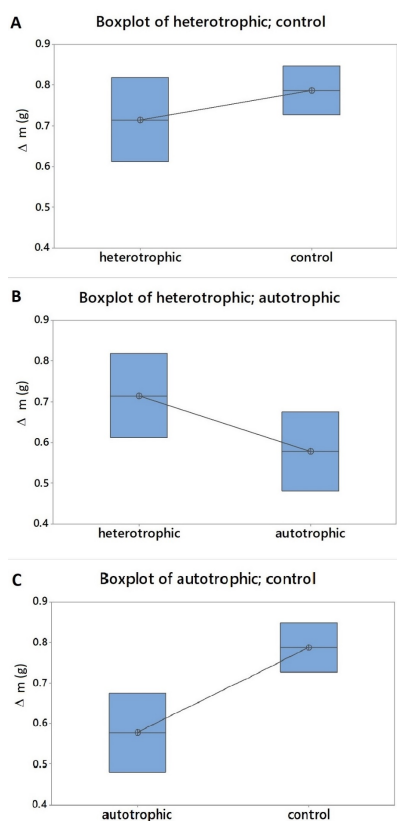 A
Boxplot of heterotrophic; control
0.9
0.8
0.7
0.6
0.5
0.4
Δ m (g)
heterotrophic control
B
Boxplot of heterotrophic; autotrophic
0.9
0.8
0.7
0.6
0.5
0.4
Δ m (g)
heterotrophic autotrophic
C
Boxplot of autotrophic; control
0.9
0.8
0.7
0.6
0.5
0.4
Δ m (g)
autotrophic control